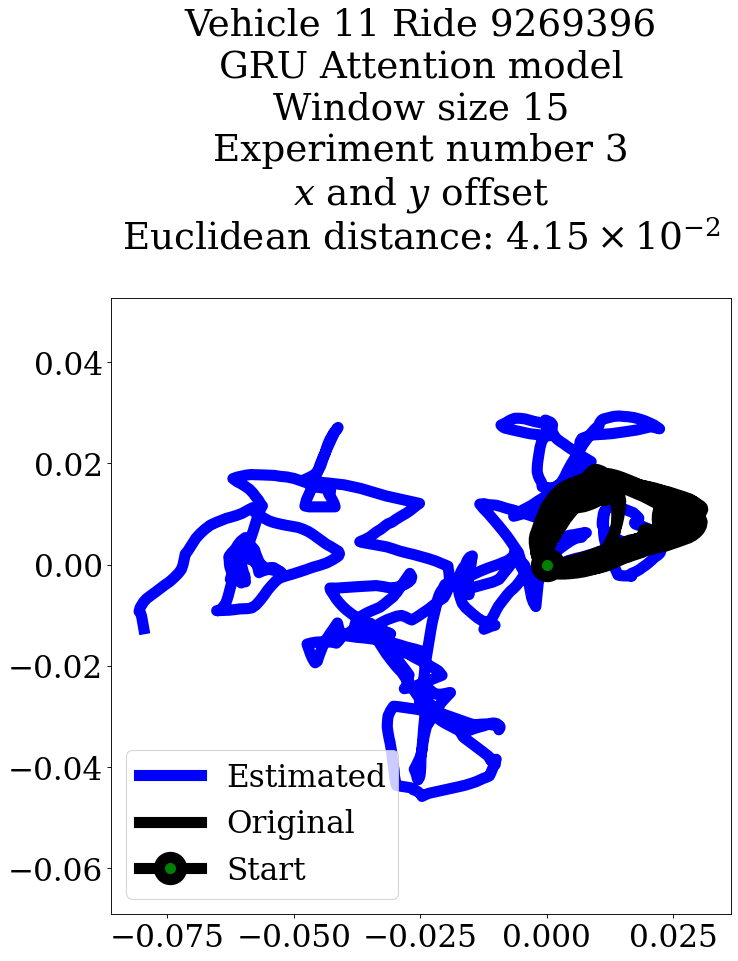 Vehicle 11 Ride 9269396
GRU Attention model
Window size 15
Experiment number 3
x and y offset
Euclidean distance: 4.15 × 10⁻²
0.04
0.02
0.00
−0.02
−0.04
−0.06
Estimated
Original
Start
−0.075 −0.050 −0.025 0.000 0.025